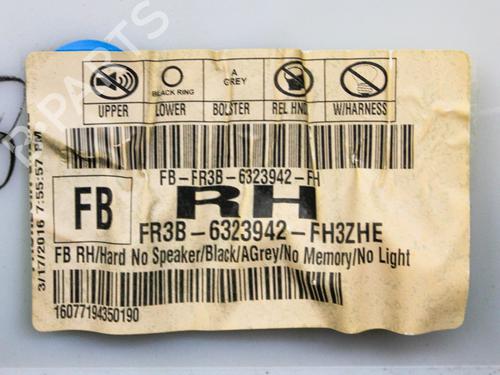 A
GREY
BLACK RING
UPPER LOWER BOLSTER REL HNDL W/HARNESS
FB-FR3B-6323942-FH
RH
FB
FR3B-6323942-FH3ZHE
FB RH/Hard No Speaker/Black/AGrey/No Memory/No Light
16077194350190
3/17/2016 7:55:57 PM